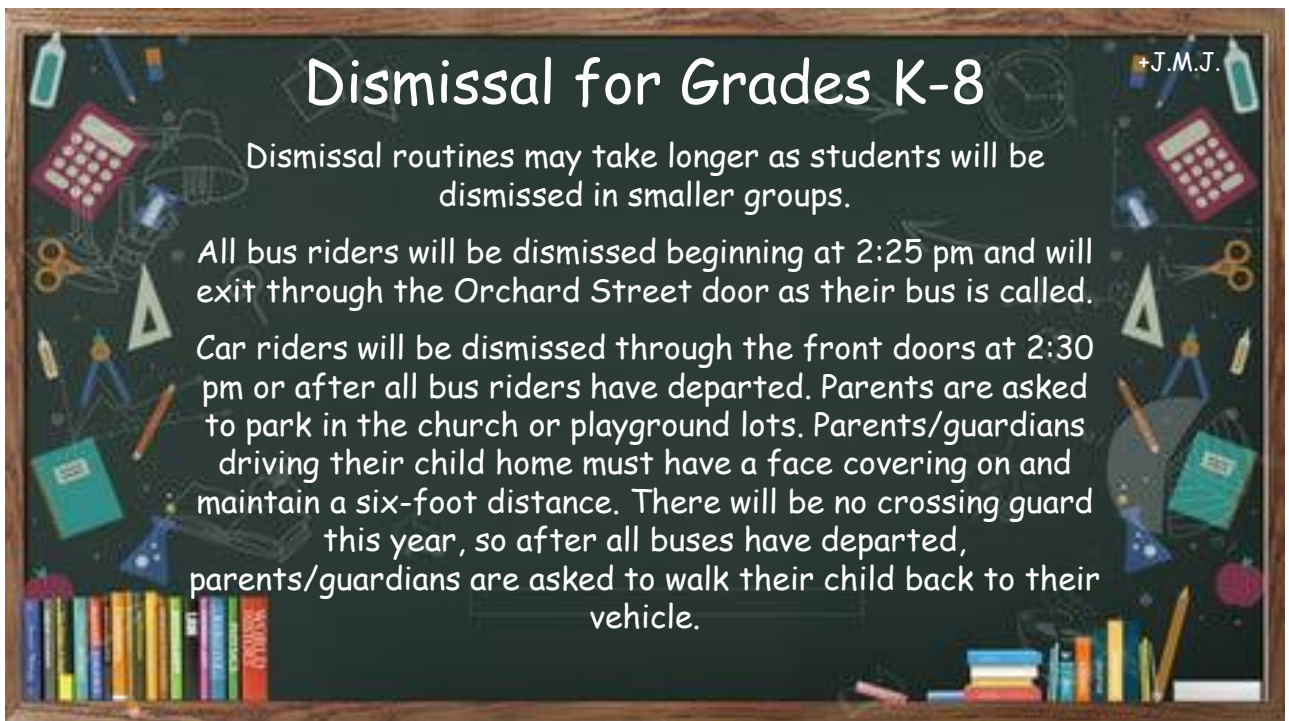 +J.M.J.
Dismissal for Grades K-8
Dismissal routines may take longer as students will be
dismissed in smaller groups.
All bus riders will be dismissed beginning at 2:25 pm and will
exit through the Orchard Street door as their bus is called.
Car riders will be dismissed through the front doors at 2:30
pm or after all bus riders have departed. Parents are asked
to park in the church or playground lots. Parents/guardians
driving their child home must have a face covering on and
maintain a six-foot distance. There will be no crossing guard
this year, so after all buses have departed,
parents/guardians are asked to walk their child back to their
vehicle.
WORLD